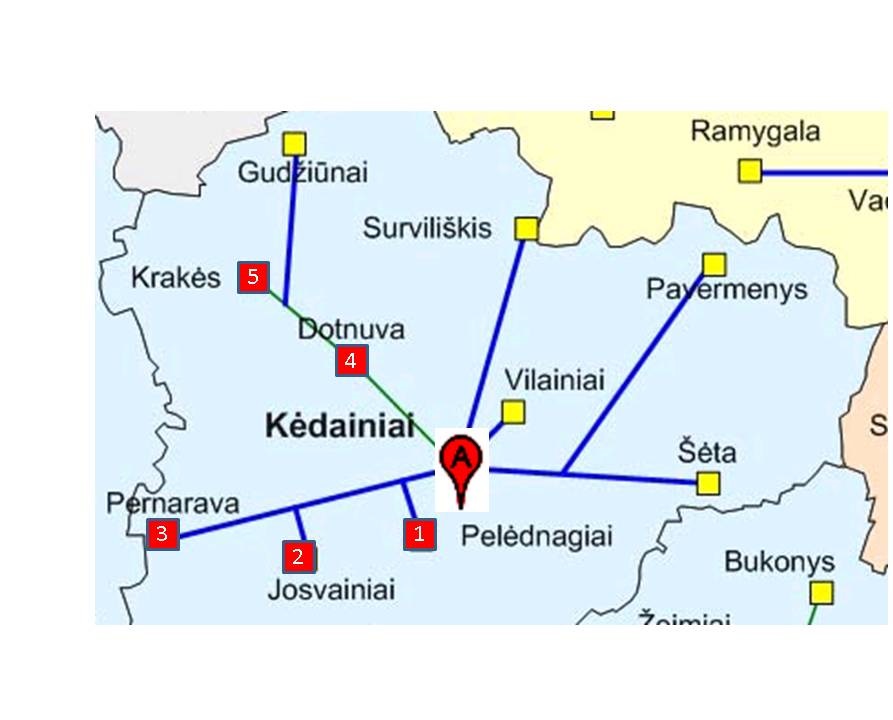 Ramygala
Gudžiūnai
Surviliškis
Krakės
5
Pavermenys
Dotnuva
4
Vilainiai
Kėdainiai
A
Šėta
Pernarava
3
1
Pelėdnagiai
2
Josvainiai
Bukonys
Žeimiai